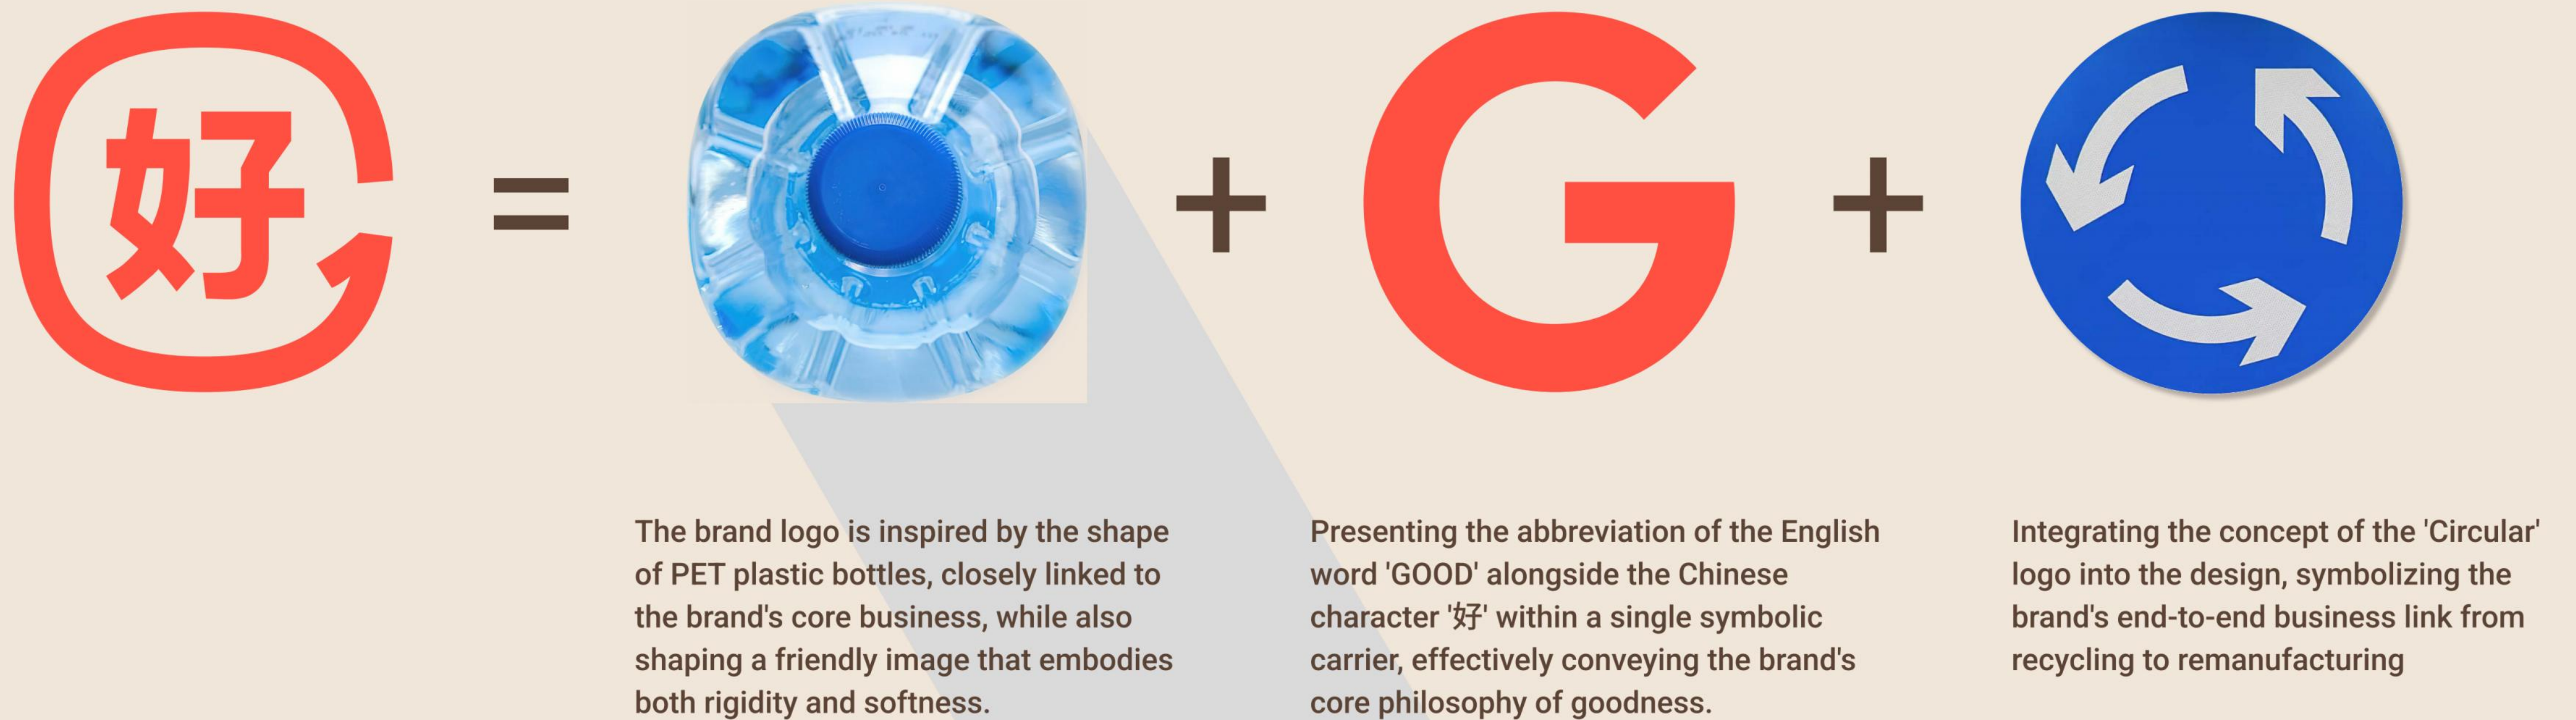 好
=
+
G
+
The brand logo is inspired by the shape
of PET plastic bottles, closely linked to
the brand's core business, while also
shaping a friendly image that embodies
both rigidity and softness.
Presenting the abbreviation of the English
word 'GOOD' alongside the Chinese
character '好' within a single symbolic
carrier, effectively conveying the brand's
core philosophy of goodness.
Integrating the concept of the 'Circular'
logo into the design, symbolizing the
brand's end-to-end business link from
recycling to remanufacturing